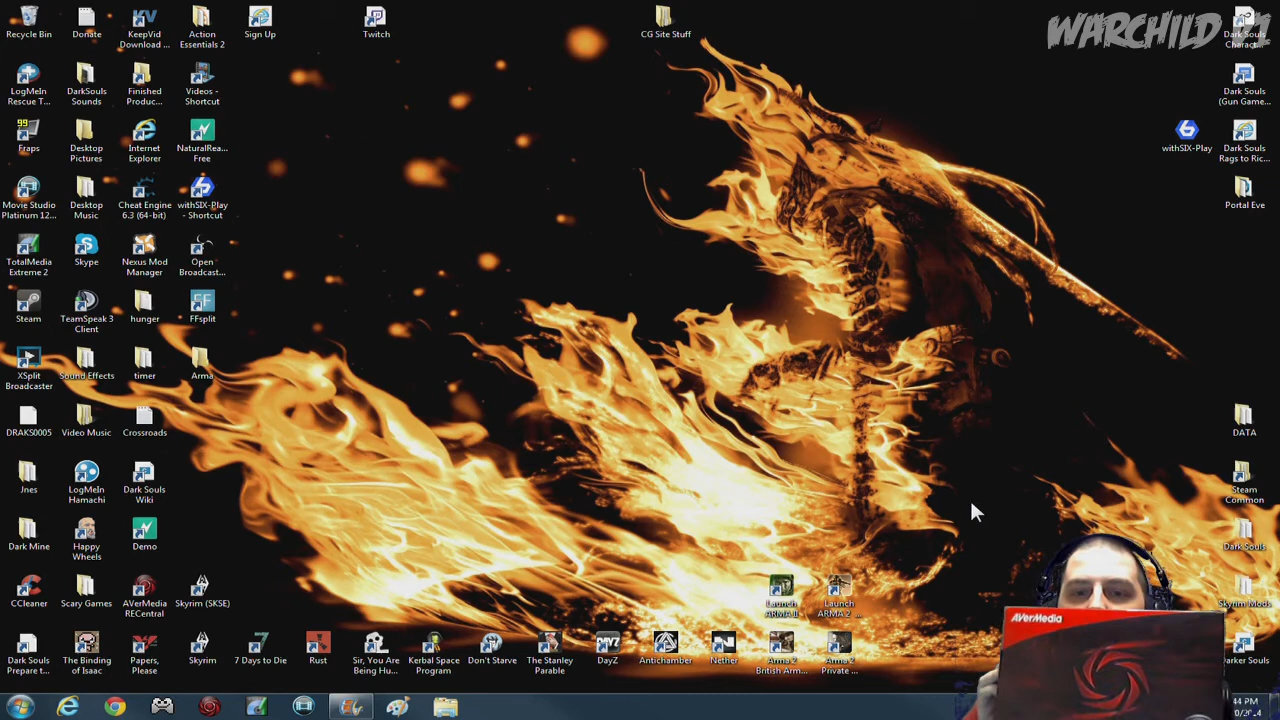 WARCHILD
Recycle Bin
Donate
KeepVid
Download ...
Action
Essentials 2
Sign Up
Twitch
CG Site Stuff
Dark Souls
Charact...
LogMeIn
Rescue T...
DarkSouls
Sounds
Finished
Produc...
Videos -
Shortcut
Dark Souls
(Gun Game...
99
Fraps
Desktop
Pictures
Internet
Explorer
NaturalRea...
Free
withSIX-Play
Dark Souls
Rags to Ric...
Movie Studio
Platinum 12...
Desktop
Music
Cheat Engine
6.3 (64-bit)
withSIX-Play
- Shortcut
Portal Eve
TotalMedia
Extreme 2
Skype
Nexus Mod
Manager
Open
Broadcast...
Steam
TeamSpeak 3
Client
hunger
FFsplit
XSplit
Broadcaster
Sound Effects
timer
Arma
DRAKS0005
Video Music
Crossroads
DATA
Jnes
LogMeIn
Hamachi
Dark Souls
Wiki
Steam
Common
Dark Mine
Happy
Wheels
Demo
Dark Souls
CCleaner
Scary Games
AVerMedia
RECentral
Skyrim (SKSE)
Launch
ARMA II
Launch
ARMA 2 ...
Skyrim Mods
AVerMedia
Dark Souls
Prepare t...
The Binding
of Isaac
Papers,
Please
Skyrim
7 Days to Die
Rust
Sir, You Are
Being Hu...
Kerbal Space
Program
Don't Starve
The Stanley
Parable
DayZ
Antichamber
Nether
Arma 2
British Arm...
Arma 2
Private ...
Darker Souls
:44 PM